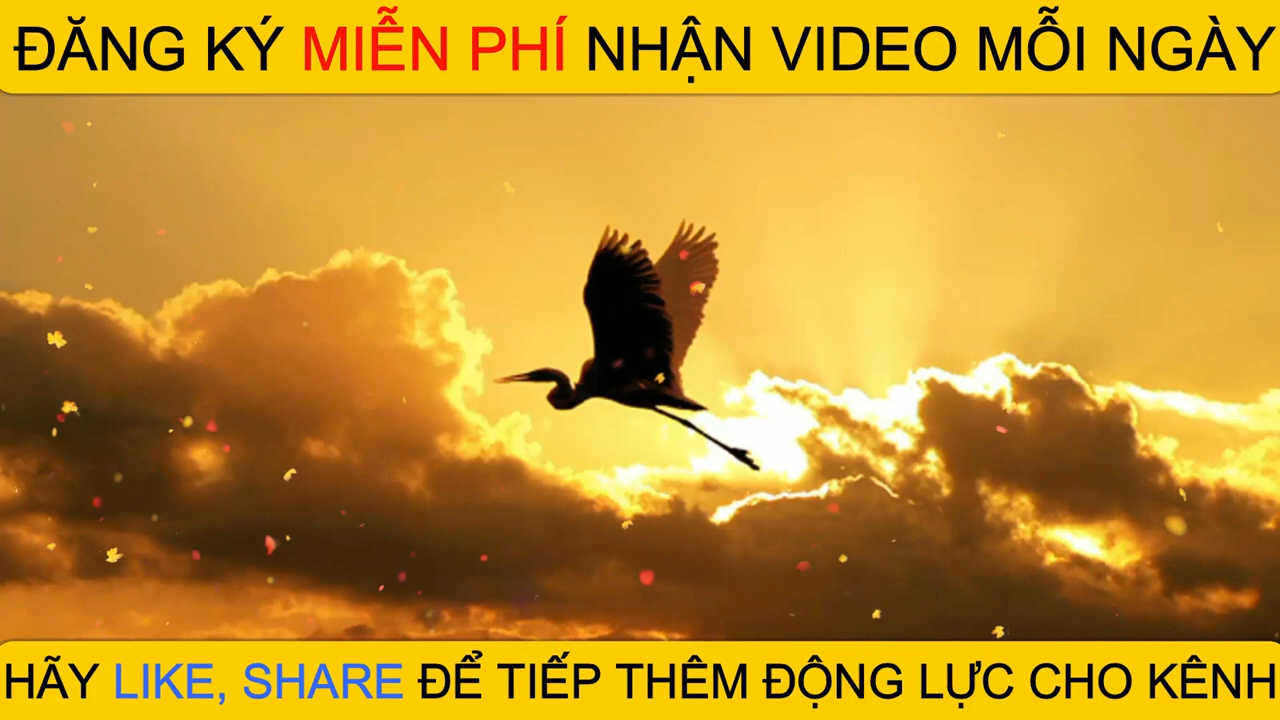 ĐĂNG KÝ MIỄN PHÍ NHẬN VIDEO MỖI NGÀY
HÃY LIKE, SHARE ĐỂ TIẾP THÊM ĐỘNG LỰC CHO KÊNH